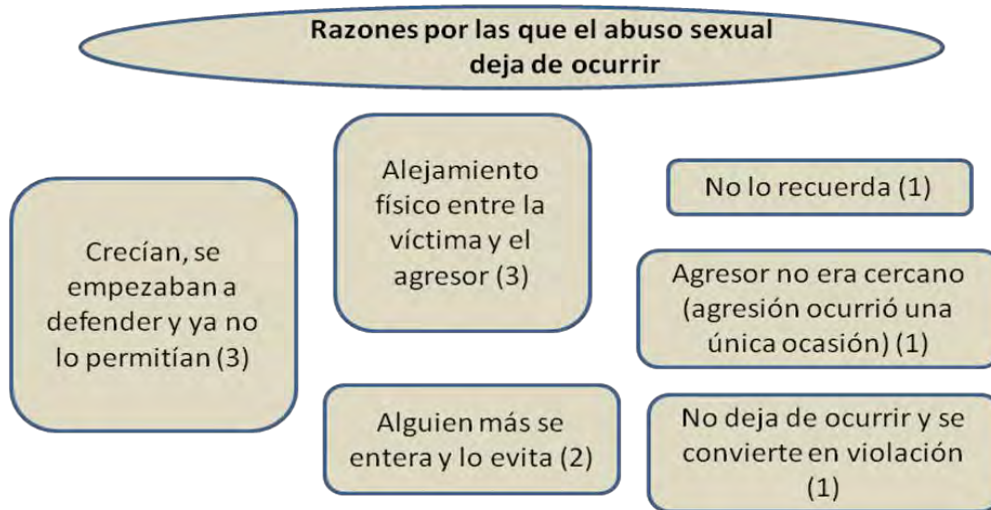 Razones por las que el abuso sexual
deja de ocurrir
Crecían, se
empezaban a
defender y ya no
lo permitían (3)
Alejamiento
físico entre la
víctima y el
agresor (3)
Alguien más se
entera y lo evita (2)
No lo recuerda (1)
Agresor no era cercano
(agresión ocurrió una
única ocasión) (1)
No deja de ocurrir y se
convierte en violación
(1)